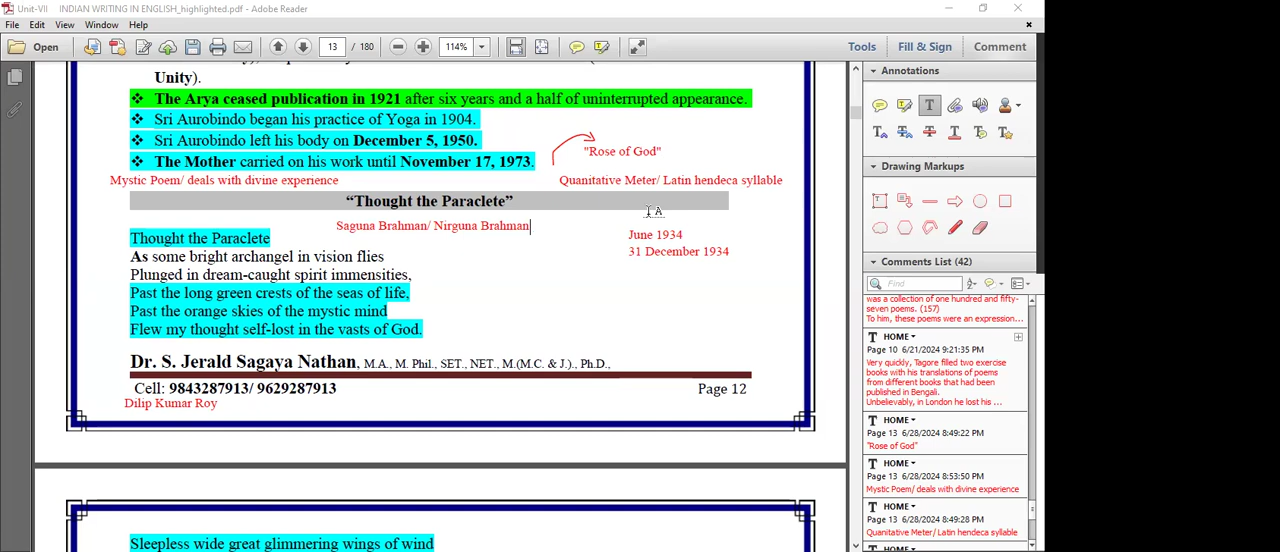 Unit-VII INDIAN WRITING IN ENGLISH_highlighted.pdf - Adobe Reader
File Edit View Window Help
Open 13 / 180 114% Tools Fill & Sign Comment
Unity).
❖ The Arya ceased publication in 1921 after six years and a half of uninterrupted appearance.
❖ Sri Aurobindo began his practice of Yoga in 1904.
❖ Sri Aurobindo left his body on December 5, 1950.
❖ The Mother carried on his work until November 17, 1973.
"Rose of God"
Mystic Poem/ deals with divine experience
Quanitative Meter/ Latin hendeca syllable
“Thought the Paraclete”
Saguna Brahman/ Nirguna Brahman
June 1934
31 December 1934
Thought the Paraclete
As some bright archangel in vision flies
Plunged in dream-caught spirit immensities,
Past the long green crests of the seas of life,
Past the orange skies of the mystic mind
Flew my thought self-lost in the vasts of God.
Dr. S. Jerald Sagaya Nathan, M.A., M. Phil., SET., NET., M.(M.C. & J.)., Ph.D.,
Cell: 9843287913/ 9629287913 Page 12
Dilip Kumar Roy
Sleepless wide great glimmering wings of wind
Annotations
Drawing Markups
Comments List (42)
Find
was a collection of one hundred and fifty-
seven poems. (157)
To him, these poems were an expression...
HOME
Page 10 6/21/2024 9:21:35 PM
Very quickly, Tagore filled two exercise
books with his translations of poems
from different books that had been
published in Bengali.
Unbelievably, in London he lost his ...
HOME
Page 13 6/28/2024 8:49:22 PM
"Rose of God"
HOME
Page 13 6/28/2024 8:53:50 PM
Mystic Poem/ deals with divine experience
HOME
Page 13 6/28/2024 8:49:28 PM
Quanitative Meter/ Latin hendeca syllable
HOME